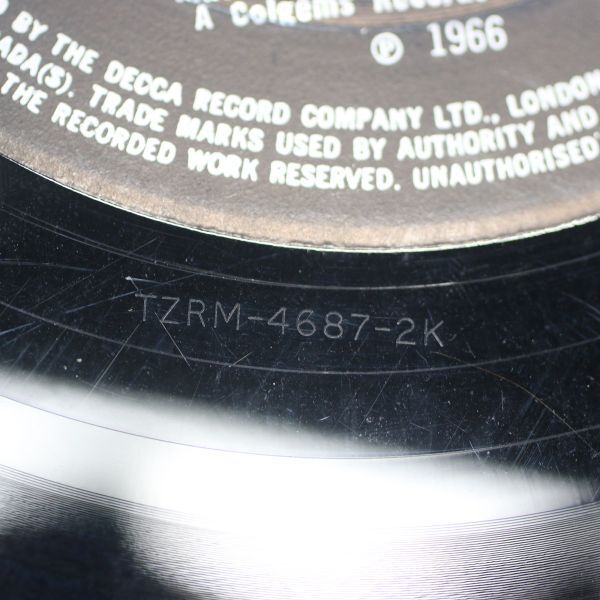 A Colgems Record
℗ 1966
BY THE DECCA RECORD COMPANY LTD., LONDON
ADA(S). TRADE MARKS USED BY AUTHORITY AND
THE RECORDED WORK RESERVED. UNAUTHORISED
TZRM-4687-2K